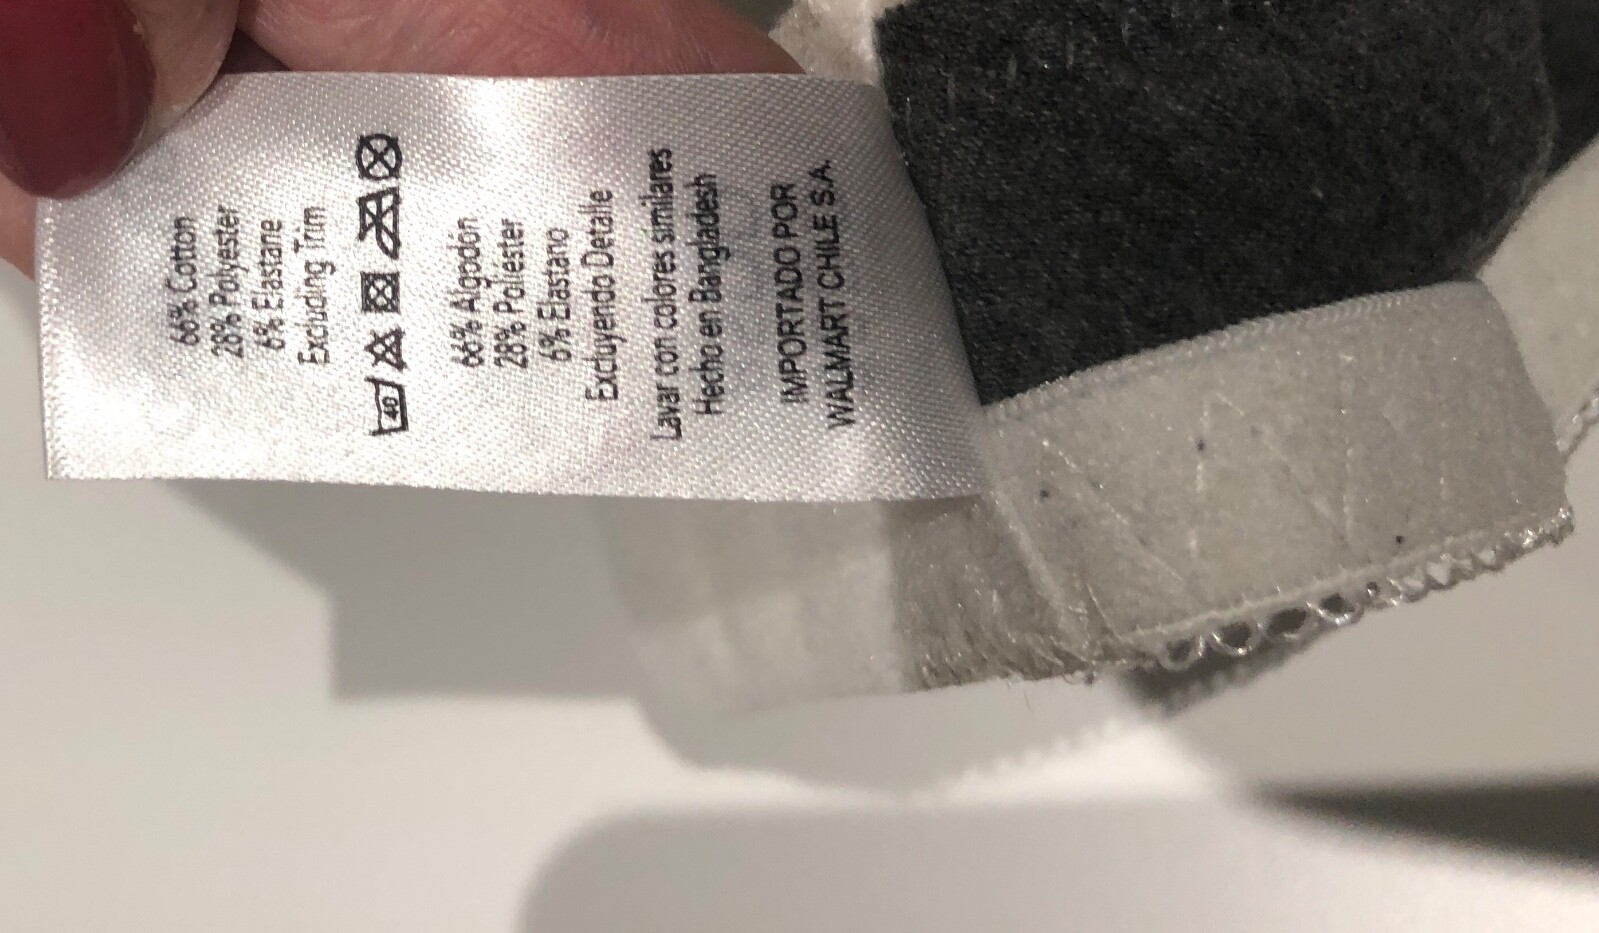 66% Cotton
28% Polyester
6% Elastane
Excluding Trim
40
66% Algodón
28% Poliester
6% Elastano
Excluyendo Detalle
Lavar con colores similares
Hecho en Bangladesh
IMPORTADO POR
WALMART CHILE S.A.